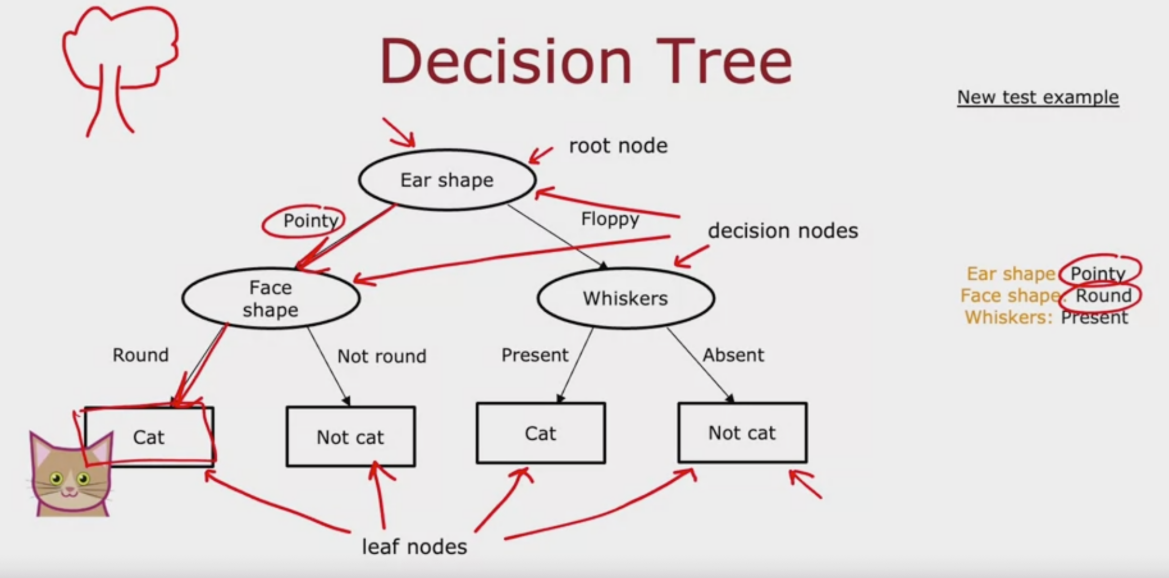 Decision Tree
New test example
root node
Ear shape
Pointy
Floppy
decision nodes
Ear shape: Pointy
Face shape: Round
Whiskers: Present
Face
shape
Whiskers
Round
Not round
Present
Absent
Cat
Not cat
Cat
Not cat
leaf nodes